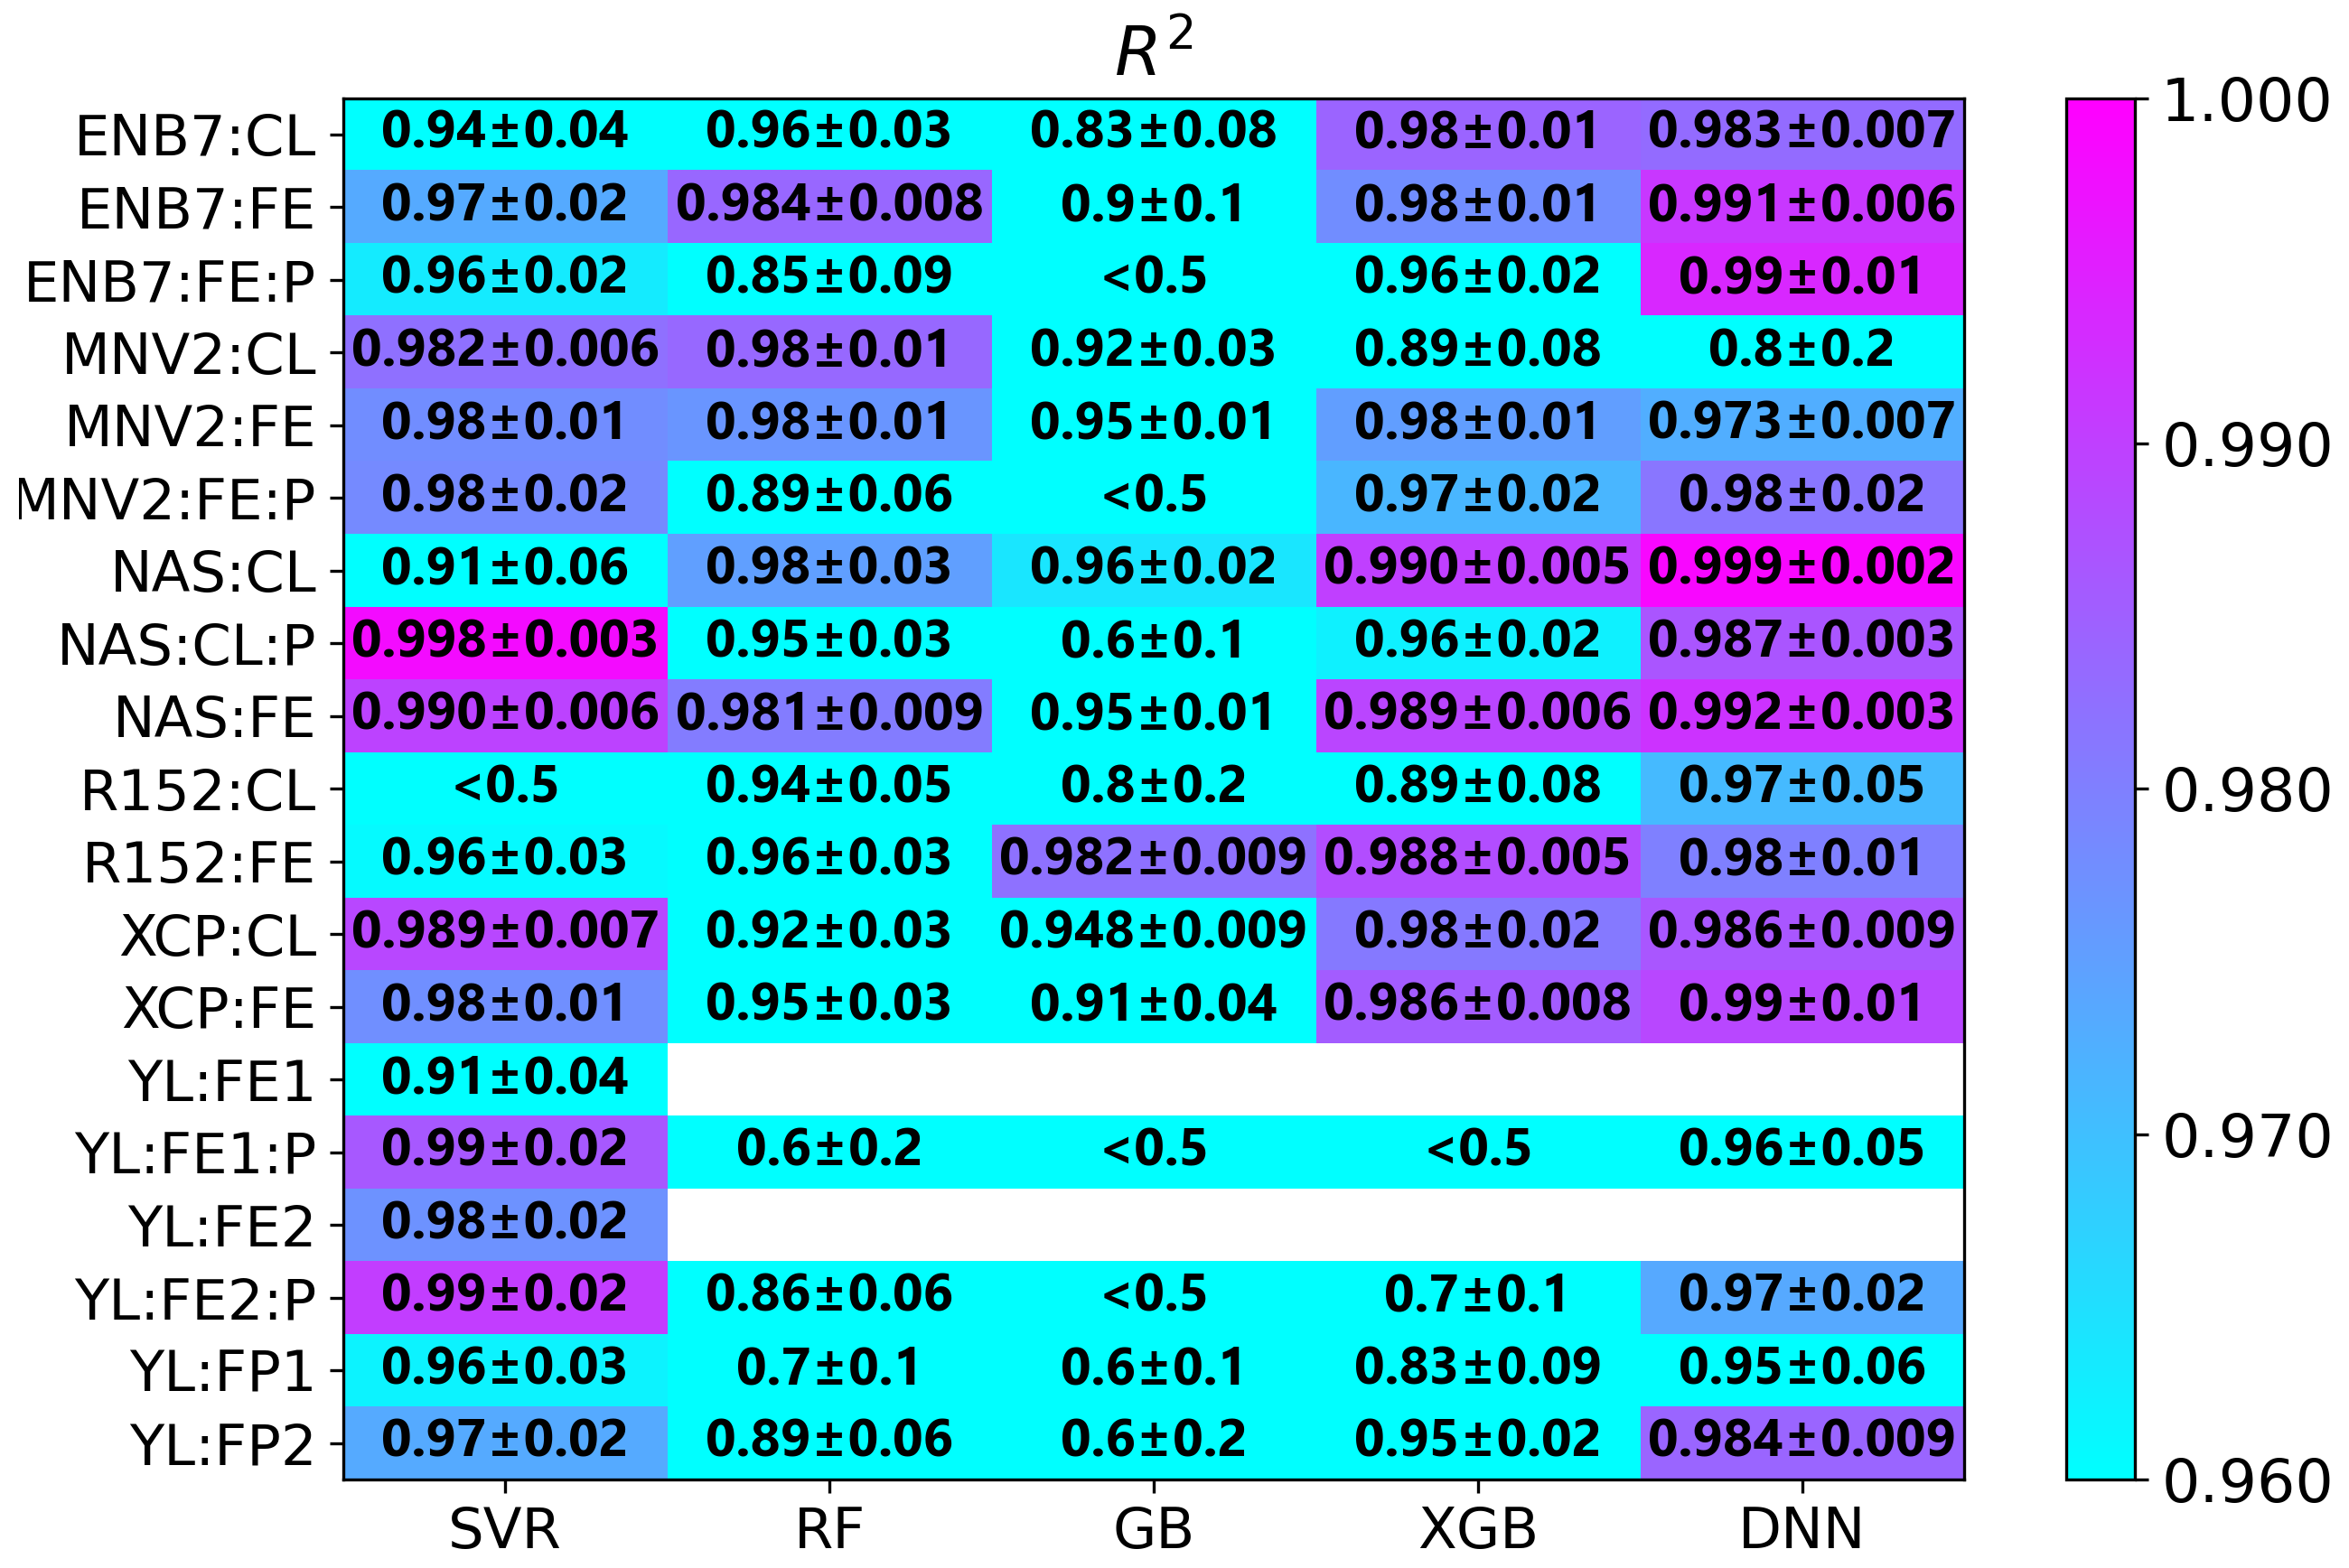 R²
ENB7:CL 0.94±0.04 0.96±0.03 0.83±0.08 0.98±0.01 0.983±0.007
ENB7:FE 0.97±0.02 0.984±0.008 0.9±0.1 0.98±0.01 0.991±0.006
ENB7:FE:P 0.96±0.02 0.85±0.09 <0.5 0.96±0.02 0.99±0.01
MNV2:CL 0.982±0.006 0.98±0.01 0.92±0.03 0.89±0.08 0.8±0.2
MNV2:FE 0.98±0.01 0.98±0.01 0.95±0.01 0.98±0.01 0.973±0.007
MNV2:FE:P 0.98±0.02 0.89±0.06 <0.5 0.97±0.02 0.98±0.02
NAS:CL 0.91±0.06 0.98±0.03 0.96±0.02 0.990±0.005 0.999±0.002
NAS:CL:P 0.998±0.003 0.95±0.03 0.6±0.1 0.96±0.02 0.987±0.003
NAS:FE 0.990±0.006 0.981±0.009 0.95±0.01 0.989±0.006 0.992±0.003
R152:CL <0.5 0.94±0.05 0.8±0.2 0.89±0.08 0.97±0.05
R152:FE 0.96±0.03 0.96±0.03 0.982±0.009 0.988±0.005 0.98±0.01
XCP:CL 0.989±0.007 0.92±0.03 0.948±0.009 0.98±0.02 0.986±0.009
XCP:FE 0.98±0.01 0.95±0.03 0.91±0.04 0.986±0.008 0.99±0.01
YL:FE1 0.91±0.04
YL:FE1:P 0.99±0.02 0.6±0.2 <0.5 <0.5 0.96±0.05
YL:FE2 0.98±0.02
YL:FE2:P 0.99±0.02 0.86±0.06 <0.5 0.7±0.1 0.97±0.02
YL:FP1 0.96±0.03 0.7±0.1 0.6±0.1 0.83±0.09 0.95±0.06
YL:FP2 0.97±0.02 0.89±0.06 0.6±0.2 0.95±0.02 0.984±0.009
SVR RF GB XGB DNN
1.000
0.990
0.980
0.970
0.960